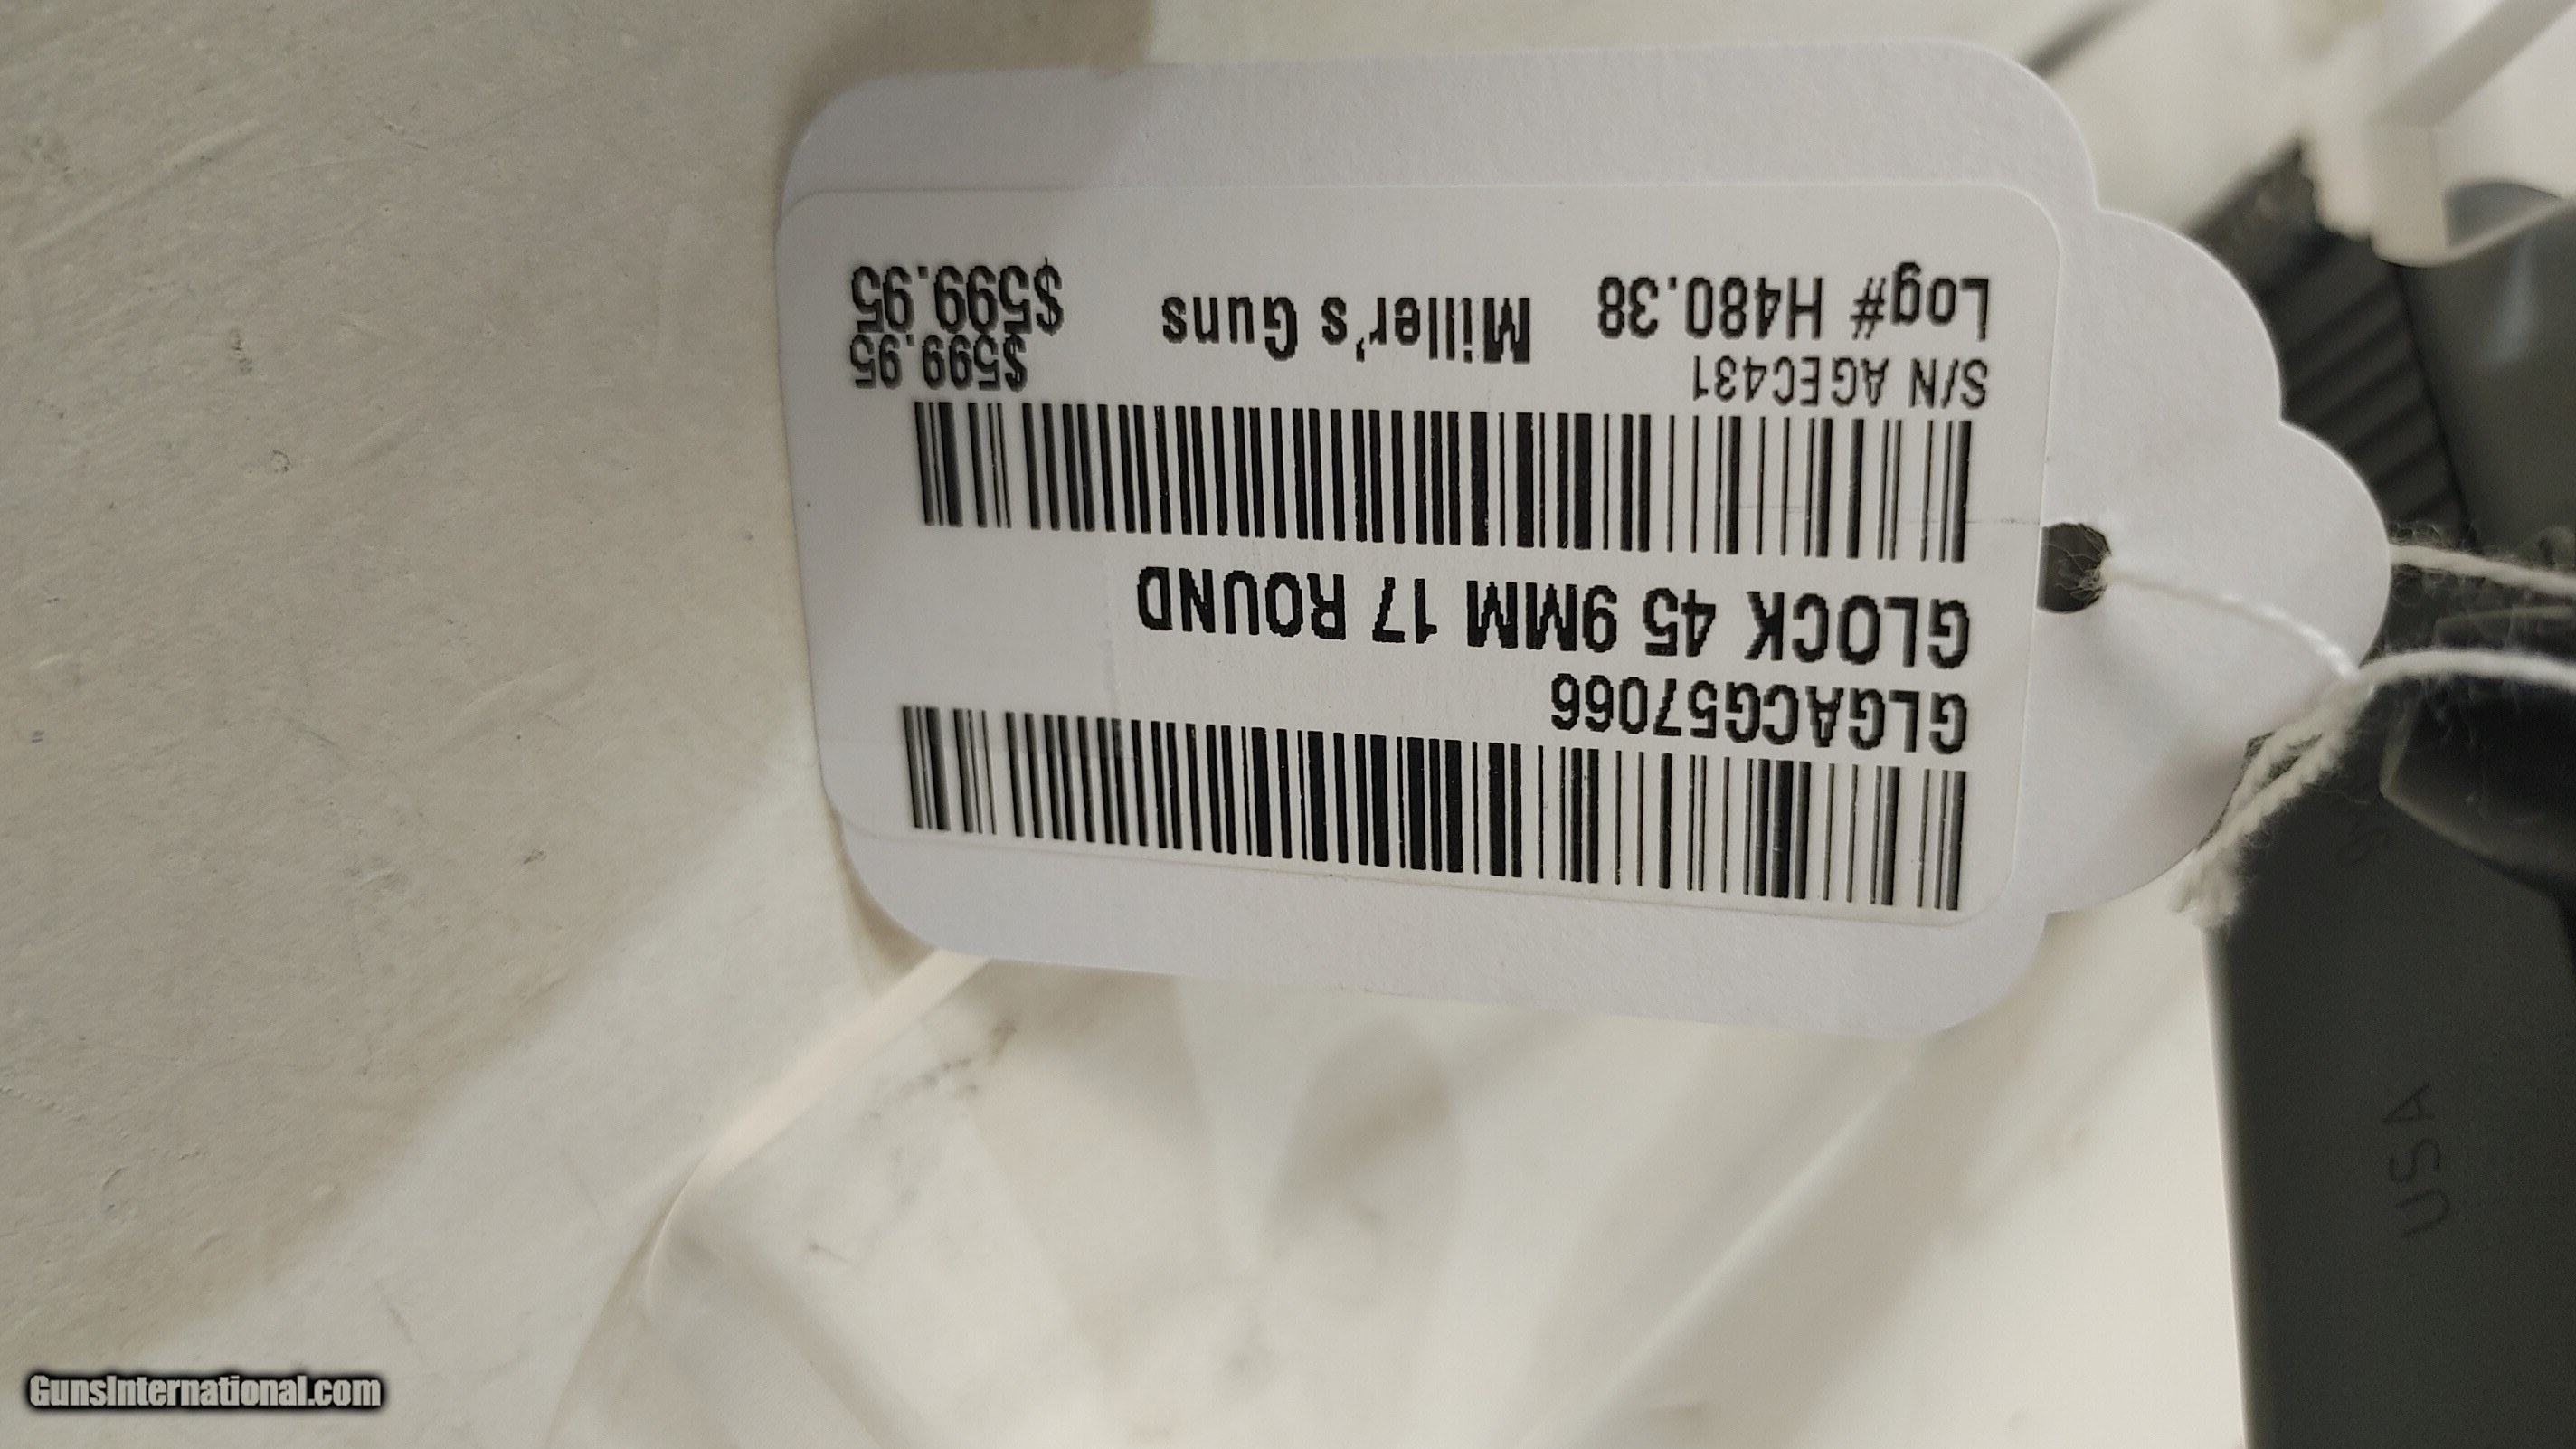 GLGACG57066
GLOCK 45 9MM 17 ROUND
S/N AGEC431 $599.95
Log# H480.38 Miller's Guns $599.95
USA
GunsInternational.com